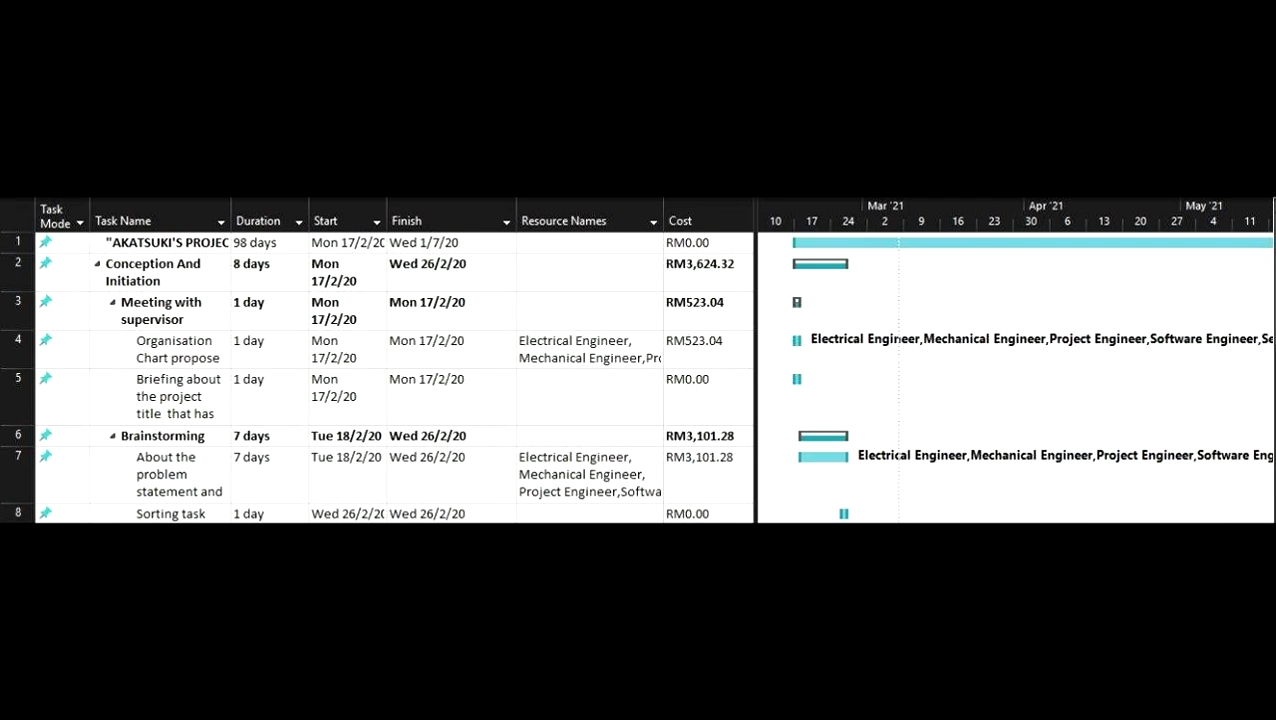 Task
Mode Task Name Duration Start Finish Resource Names Cost
Mar '21 Apr '21 May '21
10 17 24 2 9 16 23 30 6 13 20 27 4 11
1 "AKATSUKI'S PROJEC 98 days Mon 17/2/20 Wed 1/7/20 RM0.00
2 Conception And 8 days Mon Wed 26/2/20 RM3,624.32
Initiation 17/2/20
3 Meeting with 1 day Mon Mon 17/2/20 RM523.04
supervisor 17/2/20
4 Organisation 1 day Mon Mon 17/2/20 Electrical Engineer, RM523.04 Electrical Engineer,Mechanical Engineer,Project Engineer,Software Engineer,Se
Chart propose 17/2/20 Mechanical Engineer,Prc
5 Briefing about 1 day Mon Mon 17/2/20 RM0.00
the project 17/2/20
title that has
6 Brainstorming 7 days Tue 18/2/20 Wed 26/2/20 RM3,101.28
7 About the 7 days Tue 18/2/20 Wed 26/2/20 Electrical Engineer, RM3,101.28 Electrical Engineer,Mechanical Engineer,Project Engineer,Software Eng
problem Mechanical Engineer,
statement and Project Engineer,Softwa
8 Sorting task 1 day Wed 26/2/20 Wed 26/2/20 RM0.00